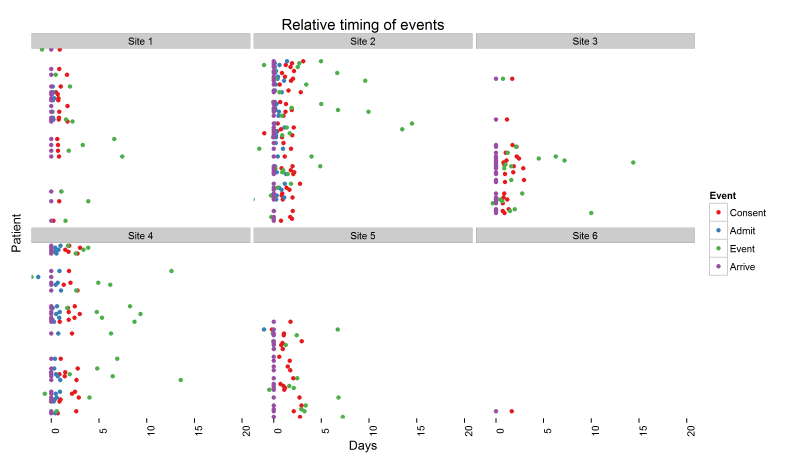 Relative timing of events
Site 1
Site 2
Site 3
Site 4
Site 5
Site 6
Patient
0 5 10 15 20
0 5 10 15 20
0 5 10 15 20
Days
Event
Consent
Admit
Event
Arrive